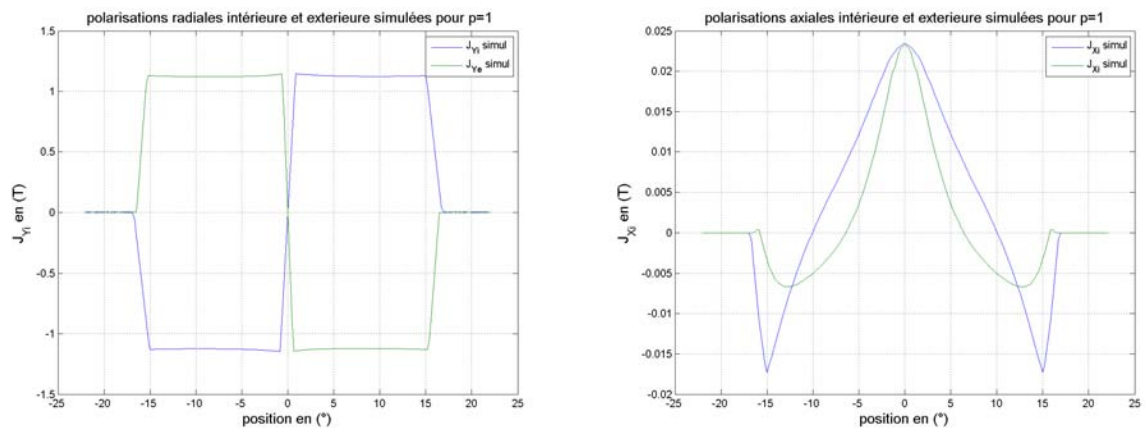 polarisations radiales intérieure et exterieure simulées pour p=1
J_Yi simul
J_Ye simul
1.5
1
0.5
0
-0.5
-1
-1.5
J_Yi en (T)
-25 -20 -15 -10 -5 0 5 10 15 20 25
position en (°)
polarisations axiales intérieure et exterieure simulées pour p=1
J_Xi simul
J_Xi simul
0.025
0.02
0.015
0.01
0.005
0
-0.005
-0.01
-0.015
-0.02
J_Xi en (T)
-25 -20 -15 -10 -5 0 5 10 15 20 25
position en (°)